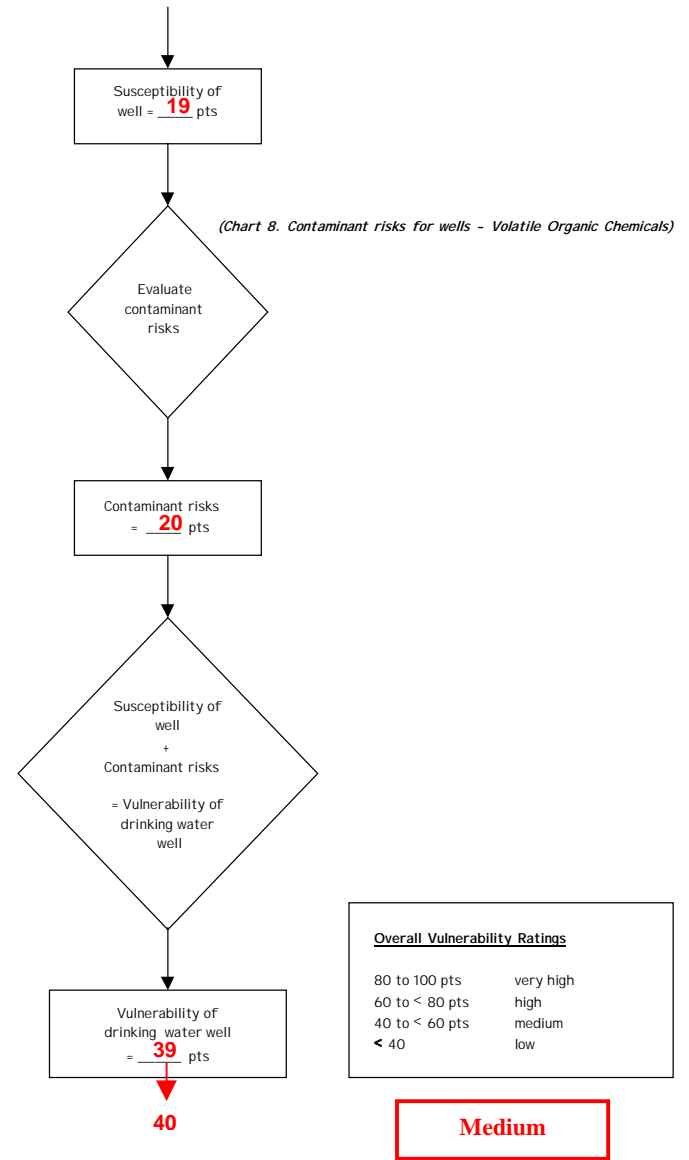 Susceptibility of
well = 19 pts
(Chart 8. Contaminant risks for wells – Volatile Organic Chemicals)
Evaluate
contaminant
risks
Contaminant risks
= 20 pts
Susceptibility of
well
+
Contaminant risks
= Vulnerability of
drinking water
well
Overall Vulnerability Ratings
80 to 100 pts very high
60 to < 80 pts high
40 to < 60 pts medium
< 40 low
Vulnerability of
drinking water well
= 39 pts
40
Medium